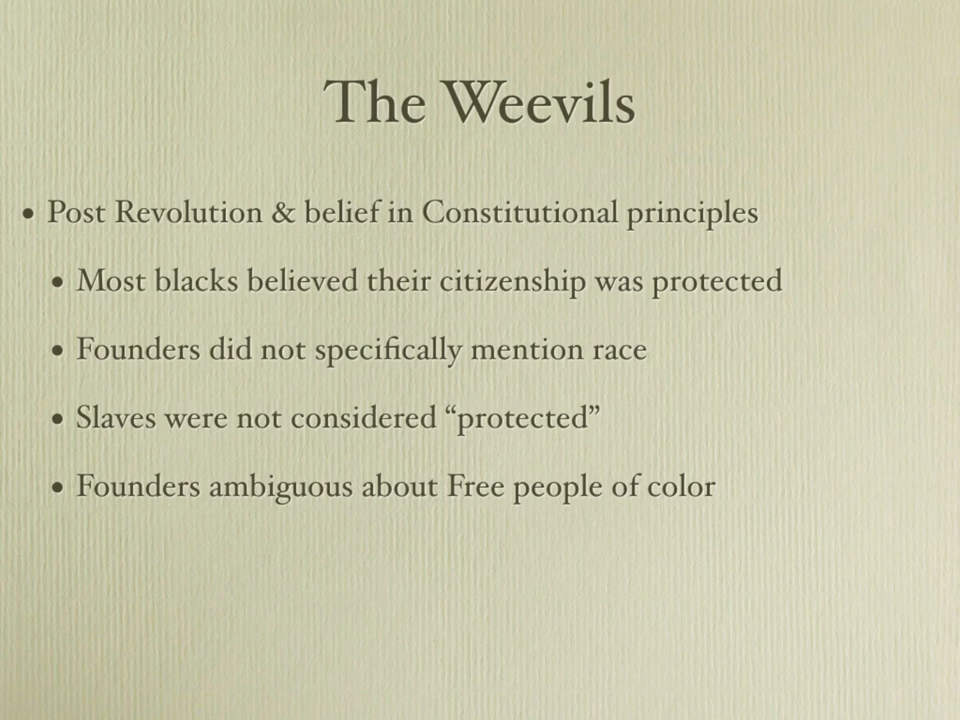 The Weevils
• Post Revolution & belief in Constitutional principles
• Most blacks believed their citizenship was protected
• Founders did not specifically mention race
• Slaves were not considered “protected”
• Founders ambiguous about Free people of color